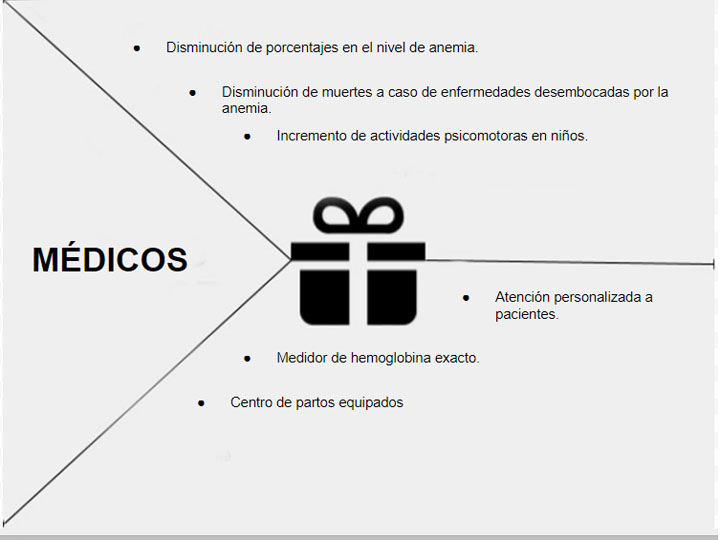 ● Disminución de porcentajes en el nivel de anemia.
● Disminución de muertes a caso de enfermedades desembocadas por la
anemia.
● Incremento de actividades psicomotoras en niños.
MÉDICOS
● Atención personalizada a
pacientes.
● Medidor de hemoglobina exacto.
● Centro de partos equipados